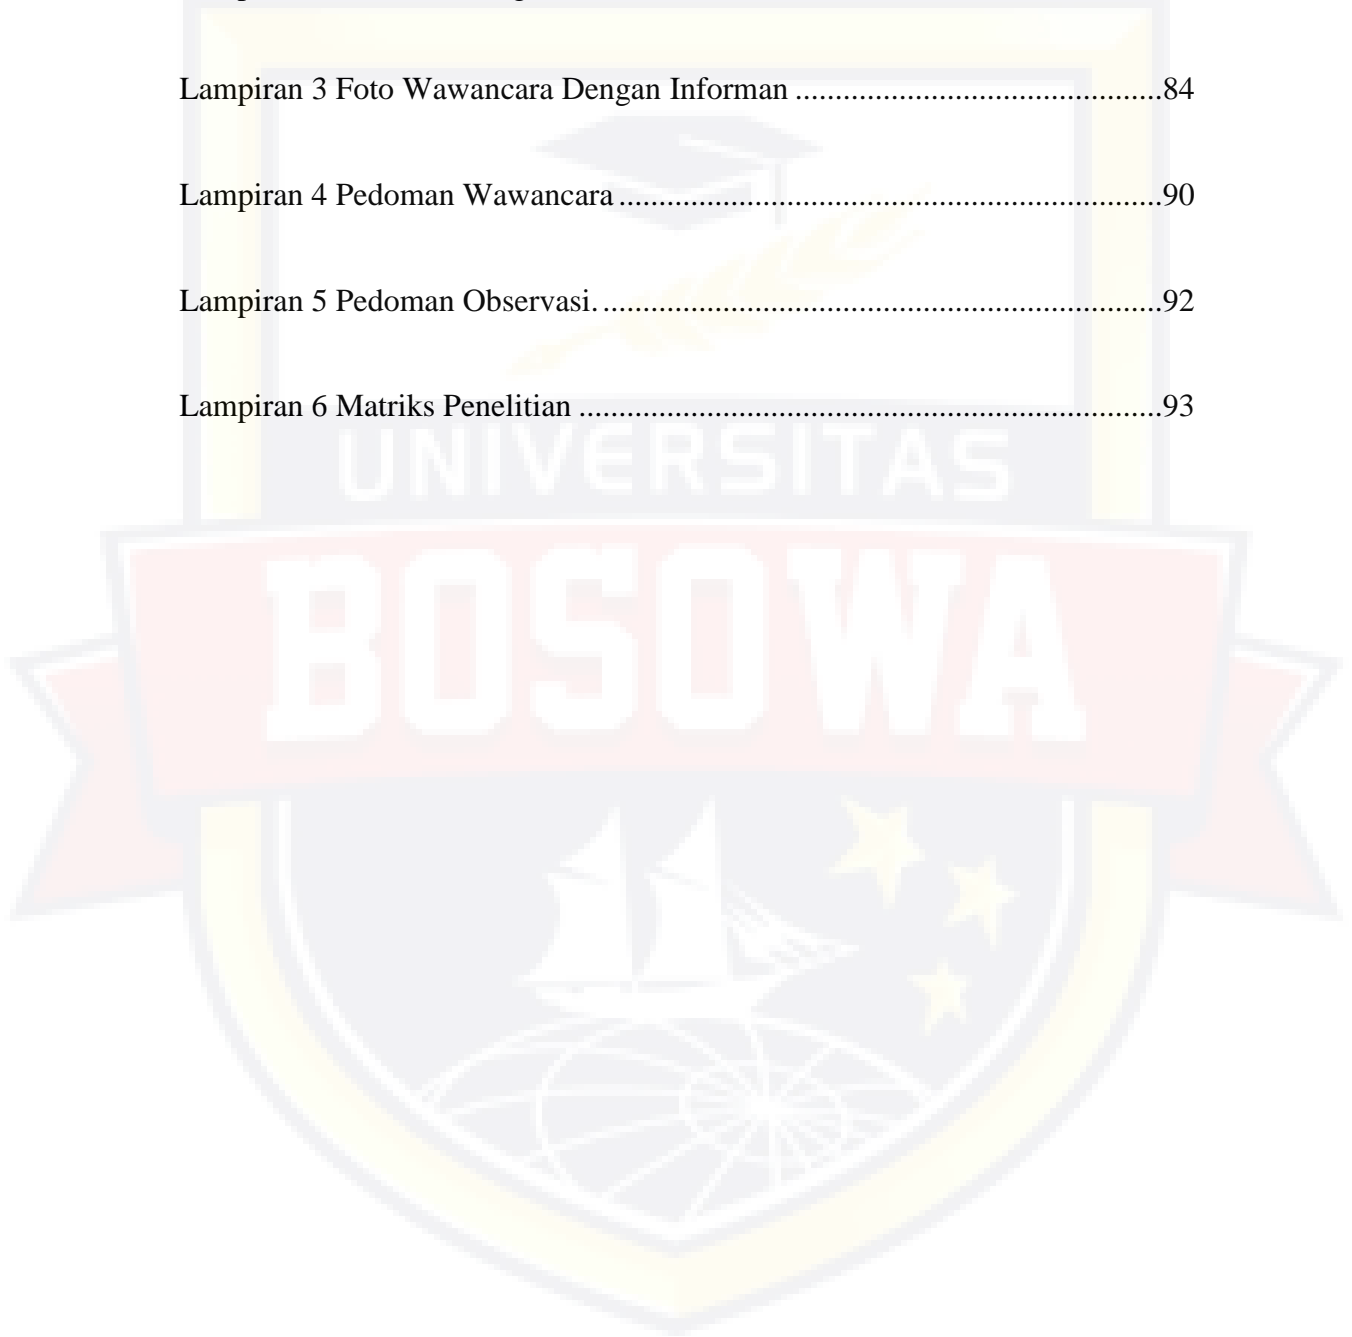 Lampiran 3 Foto Wawancara Dengan Informan ...............................................84
Lampiran 4 Pedoman Wawancara .....................................................................90
Lampiran 5 Pedoman Observasi. .......................................................................92
Lampiran 6 Matriks Penelitian ..........................................................................93
UNIVERSITAS
BOSOWA